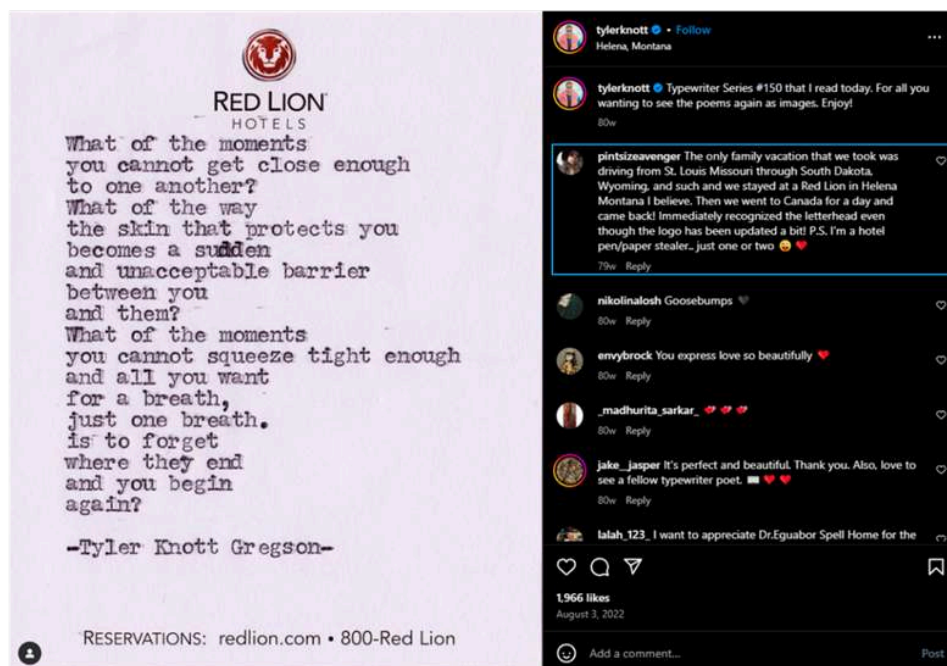 RED LION
HOTELS
What of the moments
you cannot get close enough
to one another?
What of the way
the skin that protects you
becomes a sudden
and unacceptable barrier
between you
and them?
What of the moments
you cannot squeeze tight enough
and all you want
for a breath,
just one breath.
is to forget
where they end
and you begin
again?
-Tyler Knott Gregson-
RESERVATIONS: redlion.com • 800-Red Lion
tylerknott • Follow
Helena, Montana
tylerknott Typewriter Series #150 that I read today. For all you
wanting to see the poems again as images. Enjoy!
80w
pintsizeavenger The only family vacation that we took was
driving from St. Louis Missouri through South Dakota,
Wyoming, and such and we stayed at a Red Lion in Helena
Montana I believe. Then we went to Canada for a day and
came back! Immediately recognized the letterhead even
though the logo has been updated a bit! P.S. I'm a hotel
pen/paper stealer.. just one or two 😛 ❤️
79w Reply
nikolinalosh Goosebumps 🖤
80w Reply
envybrock You express love so beautifully ❤️
80w Reply
_madhurita_sarkar_ 💕 💕 💕
80w Reply
jake__jasper It's perfect and beautiful. Thank you. Also, love to
see a fellow typewriter poet. ❤️ ❤️
80w Reply
lalah_123_ I want to appreciate Dr.Eguabor Spell Home for the
1,966 likes
August 3, 2022
Add a comment...
Post